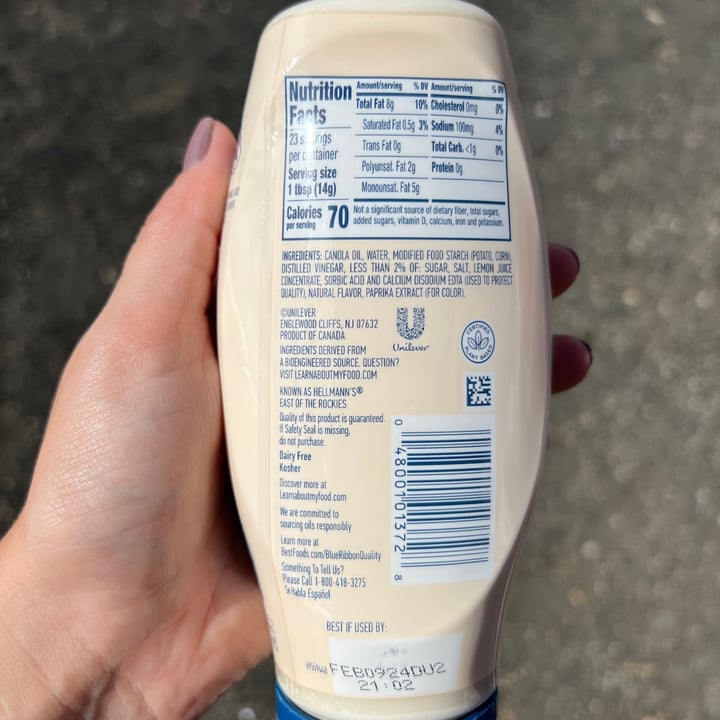 Nutrition
Facts
23 servings
per container
Serving size
1 tbsp (14g)
Calories 70
per serving
Amount/serving % DV
Total Fat 8g 10%
Saturated Fat 0.5g 3%
Trans Fat 0g
Polyunsat. Fat 2g
Monounsat. Fat 5g
Amount/serving % DV
Cholesterol 0mg 0%
Sodium 100mg 4%
Total Carb. <1g 0%
Protein 0g
Not a significant source of dietary fiber, total sugars,
added sugars, vitamin D, calcium, iron and potassium.
INGREDIENTS: CANOLA OIL, WATER, MODIFIED FOOD STARCH (POTATO, CORN),
DISTILLED VINEGAR, LESS THAN 2% OF: SUGAR, SALT, LEMON JUICE
CONCENTRATE, SORBIC ACID AND CALCIUM DISODIUM EDTA (USED TO PROTECT
QUALITY), NATURAL FLAVOR, PAPRIKA EXTRACT (FOR COLOR).
©UNILEVER
ENGLEWOOD CLIFFS, NJ 07632
PRODUCT OF CANADA
INGREDIENTS DERIVED FROM
A BIOENGINEERED SOURCE. QUESTION?
VISIT LEARNABOUTMYFOOD.COM
Unilever
CERTIFIED
PLANT BASED
KNOWN AS HELLMANN'S®
EAST OF THE ROCKIES
Quality of this product is guaranteed.
If Safety Seal is missing,
do not purchase.
Dairy Free
Kosher
Discover more at
Learnaboutmyfood.com
We are committed to
sourcing oils responsibly
Learn more at
BestFoods.com/BlueRibbonQuality
Something To Tell Us?
Please Call 1-800-418-3275
Se Habla Español
0 48001 01372 8
BEST IF USED BY:
FEB0924DU2
21:02